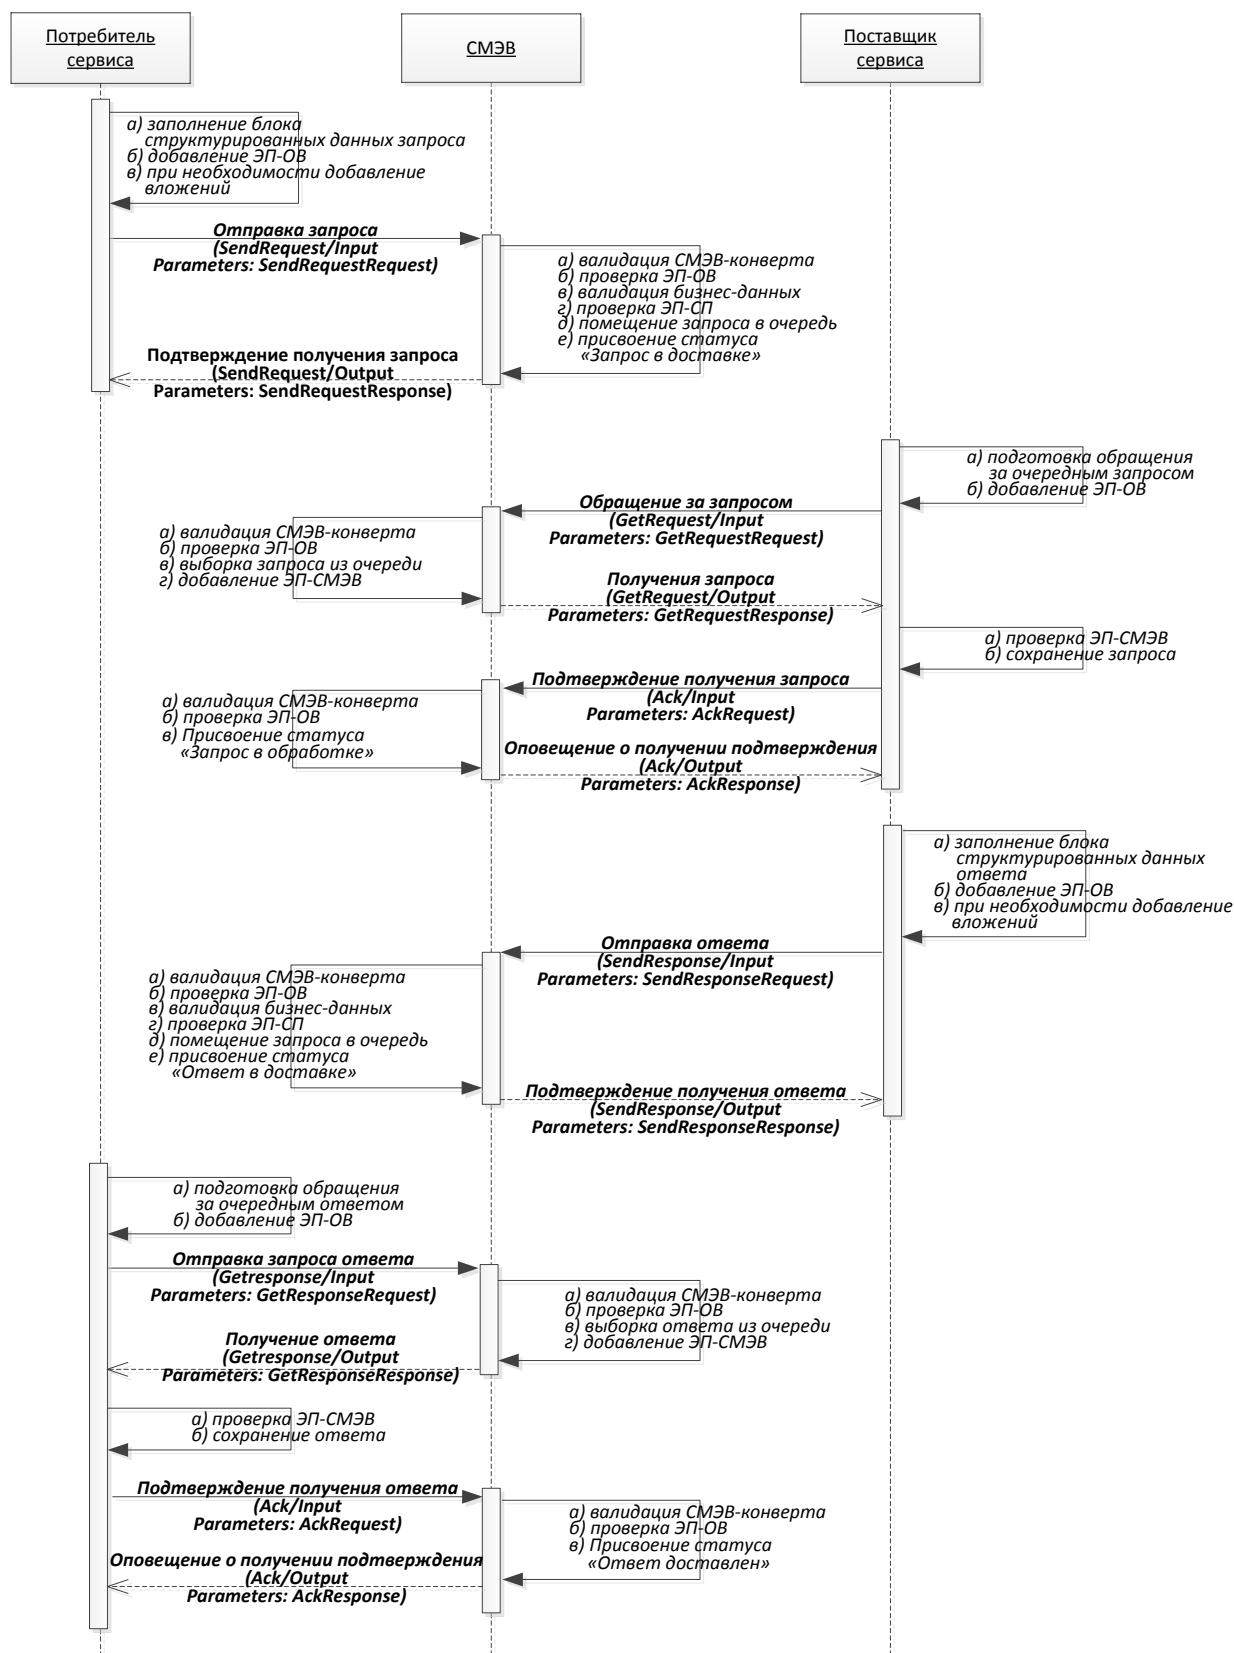 Потребитель
сервиса
СМЭВ
Поставщик
сервиса
а) заполнение блока
структурированных данных запроса
б) добавление ЭП-ОВ
в) при необходимости добавление
вложений
Отправка запроса
(SendRequest/Input
Parameters: SendRequestRequest)
а) валидация СМЭВ-конверта
б) проверка ЭП-ОВ
в) валидация бизнес-данных
г) проверка ЭП-СП
д) помещение запроса в очередь
е) присвоение статуса
«Запрос в доставке»
Подтверждение получения запроса
(SendRequest/Output
Parameters: SendRequestResponse)
а) подготовка обращения
за очередным запросом
б) добавление ЭП-ОВ
Обращение за запросом
(GetRequest/Input
Parameters: GetRequestRequest)
а) валидация СМЭВ-конверта
б) проверка ЭП-ОВ
в) выборка запроса из очереди
г) добавление ЭП-СМЭВ
Получения запроса
(GetRequest/Output
Parameters: GetRequestResponse)
а) проверка ЭП-СМЭВ
б) сохранение запроса
Подтверждение получения запроса
(Ack/Input
Parameters: AckRequest)
а) валидация СМЭВ-конверта
б) проверка ЭП-ОВ
в) Присвоение статуса
«Запрос в обработке»
Оповещение о получении подтверждения
(Ack/Output
Parameters: AckResponse)
а) заполнение блока
структурированных данных
ответа
б) добавление ЭП-ОВ
в) при необходимости добавление
вложений
Отправка ответа
(SendResponse/Input
Parameters: SendResponseRequest)
а) валидация СМЭВ-конверта
б) проверка ЭП-ОВ
в) валидация бизнес-данных
г) проверка ЭП-СП
д) помещение запроса в очередь
е) присвоение статуса
«Ответ в доставке»
Подтверждение получения ответа
(SendResponse/Output
Parameters: SendResponseResponse)
а) подготовка обращения
за очередным ответом
б) добавление ЭП-ОВ
Отправка запроса ответа
(Getresponse/Input
Parameters: GetResponseRequest)
а) валидация СМЭВ-конверта
б) проверка ЭП-ОВ
в) выборка ответа из очереди
г) добавление ЭП-СМЭВ
Получение ответа
(Getresponse/Output
Parameters: GetResponseResponse)
а) проверка ЭП-СМЭВ
б) сохранение ответа
Подтверждение получения ответа
(Ack/Input
Parameters: AckRequest)
а) валидация СМЭВ-конверта
б) проверка ЭП-ОВ
в) Присвоение статуса
«Ответ доставлен»
Оповещение о получении подтверждения
(Ack/Output
Parameters: AckResponse)